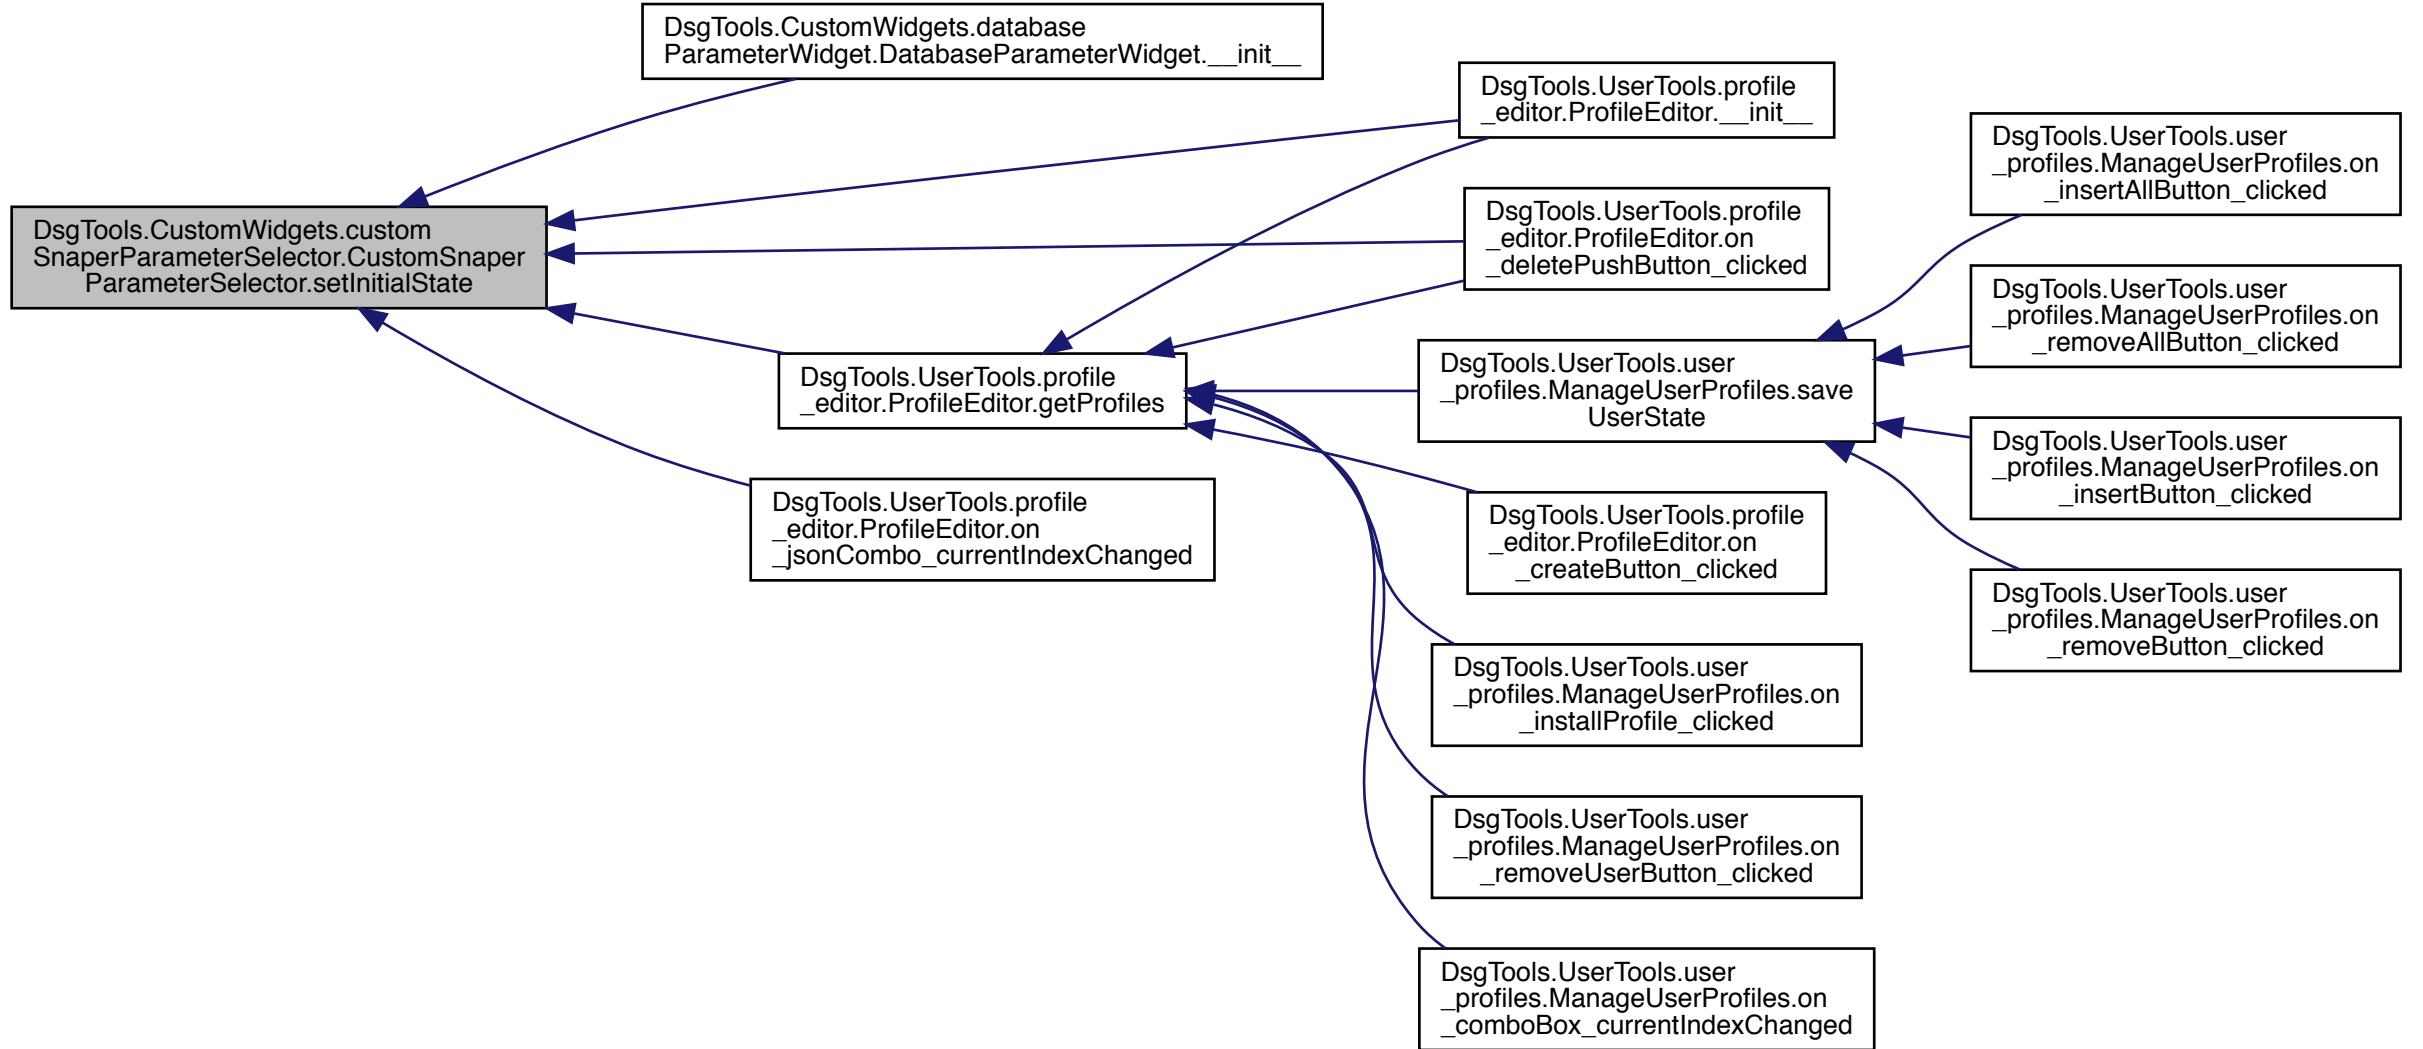 DsgTools.CustomWidgets.database
ParameterWidget.DatabaseParameterWidget.__init__
DsgTools.UserTools.profile
_editor.ProfileEditor.__init__
DsgTools.UserTools.user
_profiles.ManageUserProfiles.on
_insertAllButton_clicked
DsgTools.CustomWidgets.custom
SnaperParameterSelector.CustomSnaper
ParameterSelector.setInitialState
DsgTools.UserTools.profile
_editor.ProfileEditor.on
_deletePushButton_clicked
DsgTools.UserTools.user
_profiles.ManageUserProfiles.on
_removeAllButton_clicked
DsgTools.UserTools.profile
_editor.ProfileEditor.getProfiles
DsgTools.UserTools.user
_profiles.ManageUserProfiles.save
UserState
DsgTools.UserTools.user
_profiles.ManageUserProfiles.on
_insertButton_clicked
DsgTools.UserTools.profile
_editor.ProfileEditor.on
_jsonCombo_currentIndexChanged
DsgTools.UserTools.profile
_editor.ProfileEditor.on
_createButton_clicked
DsgTools.UserTools.user
_profiles.ManageUserProfiles.on
_removeButton_clicked
DsgTools.UserTools.user
_profiles.ManageUserProfiles.on
_installProfile_clicked
DsgTools.UserTools.user
_profiles.ManageUserProfiles.on
_removeUserButton_clicked
DsgTools.UserTools.user
_profiles.ManageUserProfiles.on
_comboBox_currentIndexChanged